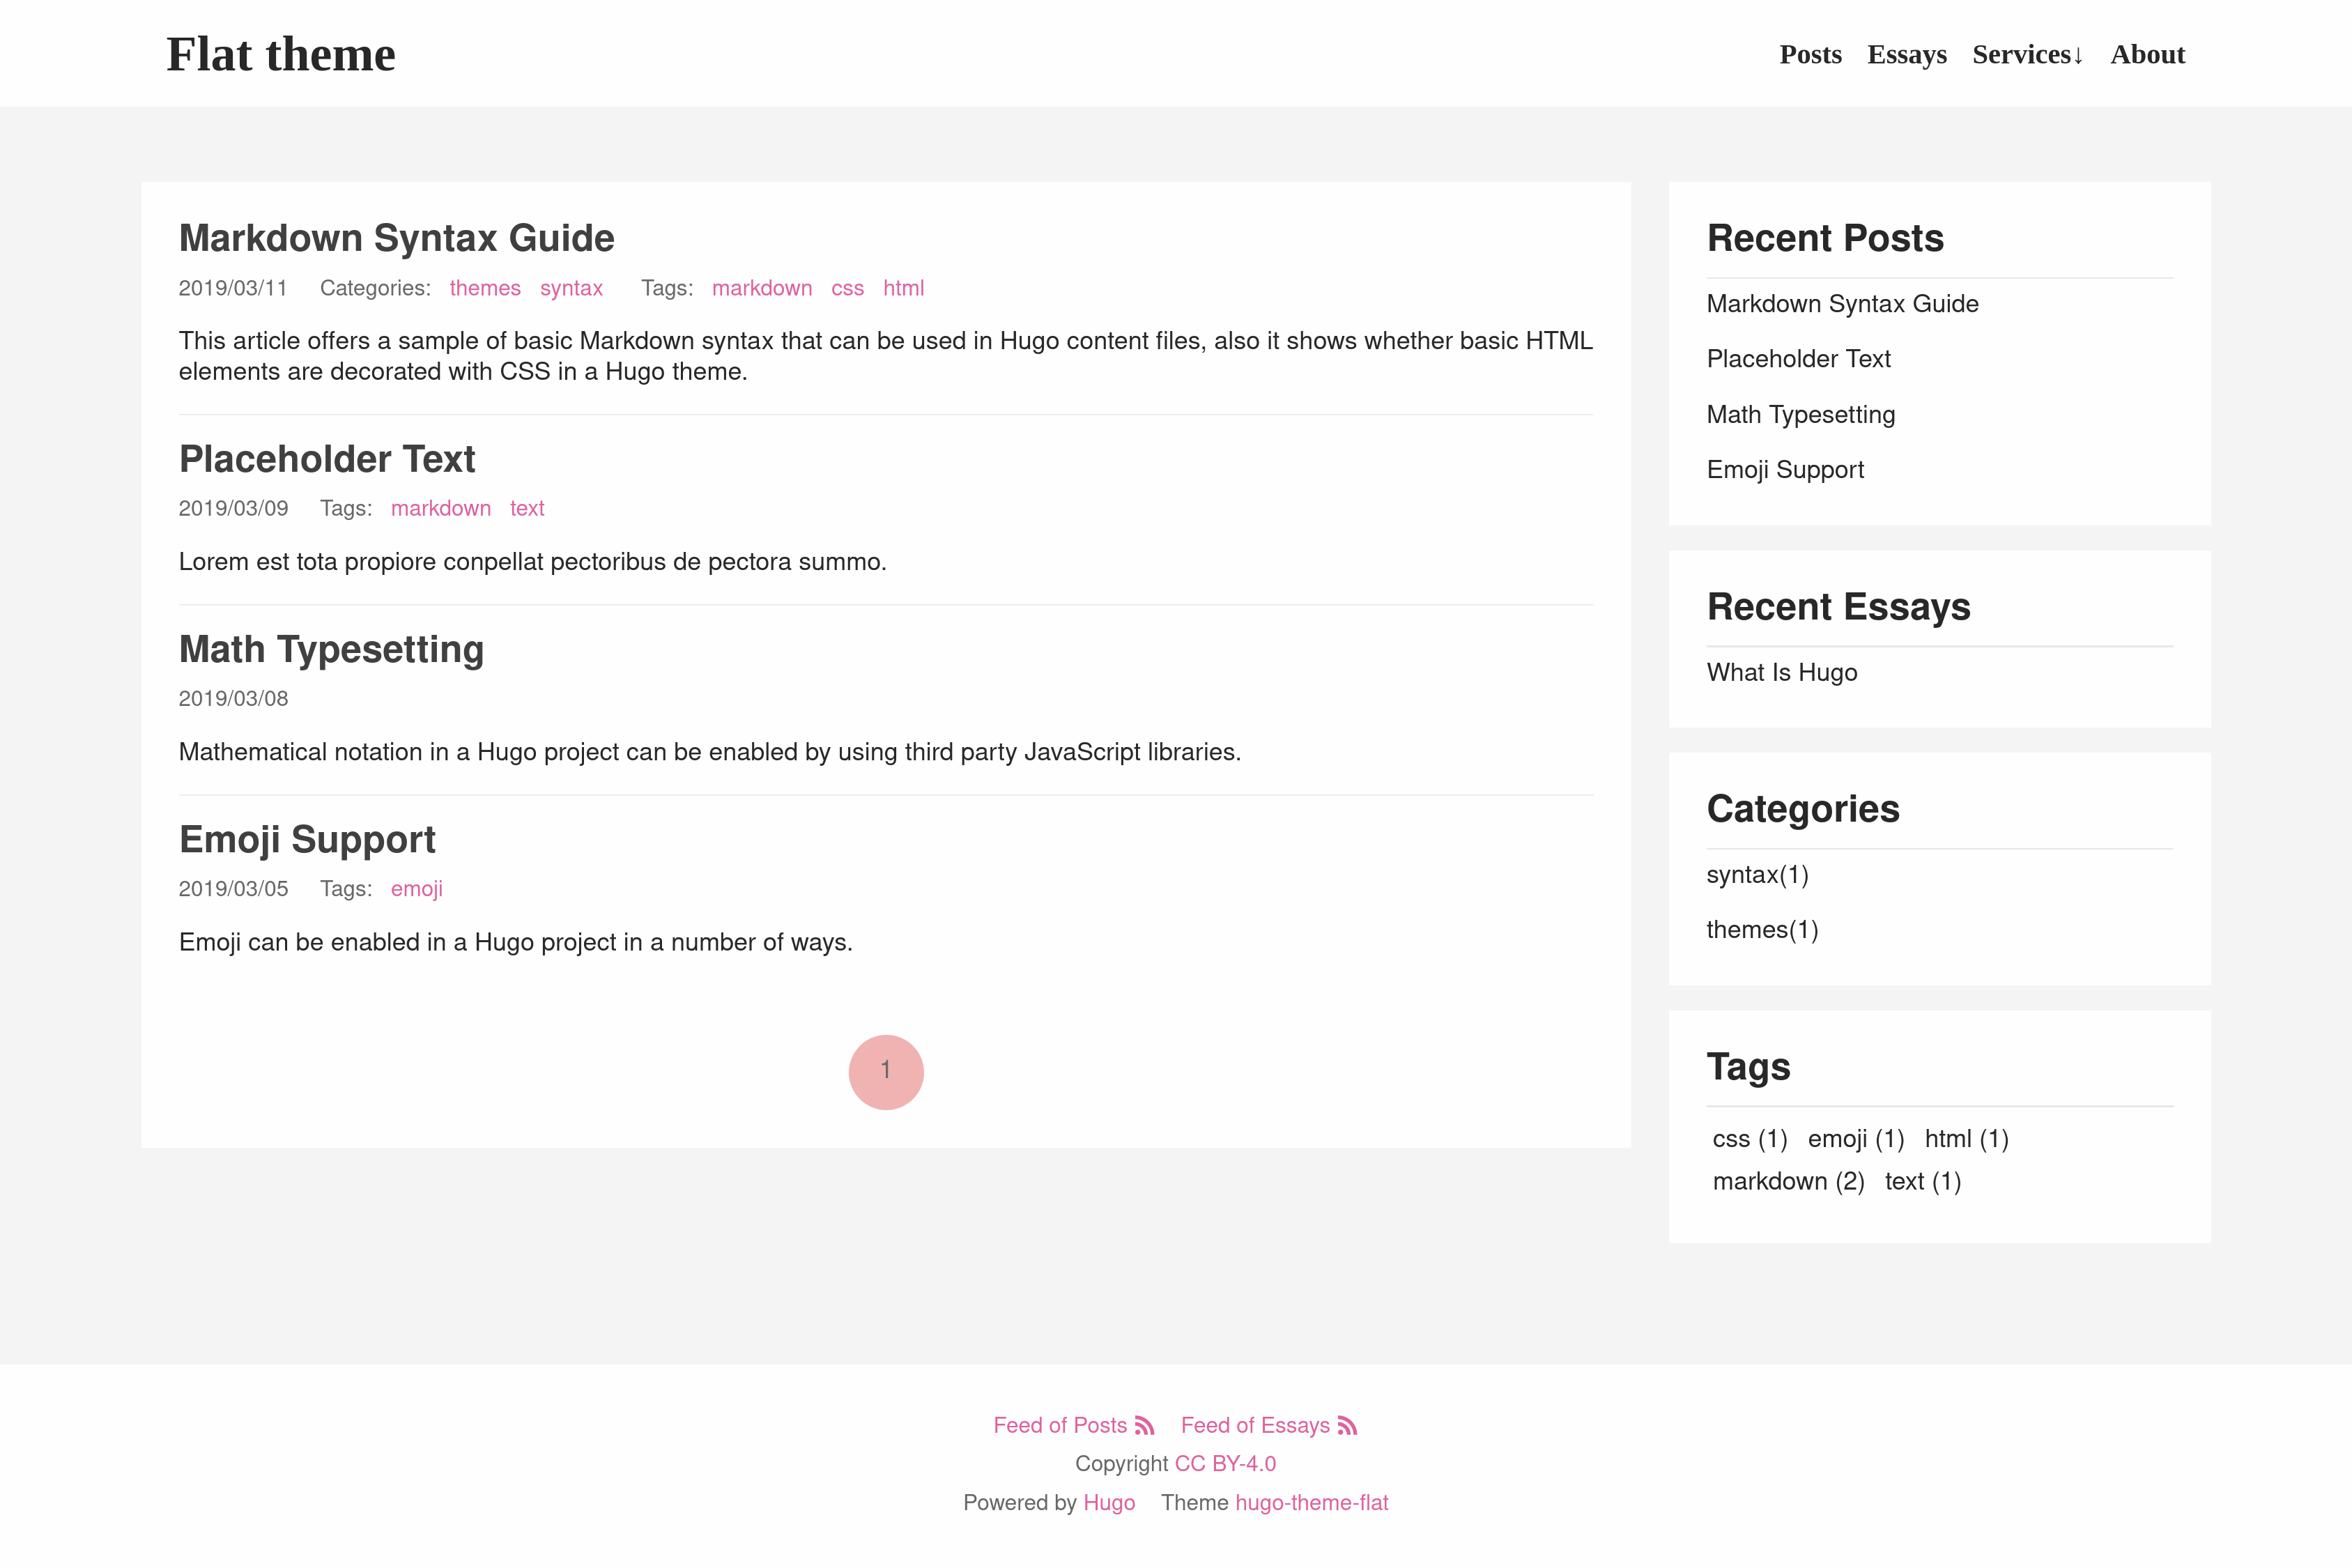 Flat theme
Posts Essays Services↓ About
Markdown Syntax Guide
2019/03/11 Categories: themes syntax Tags: markdown css html
This article offers a sample of basic Markdown syntax that can be used in Hugo content files, also it shows whether basic HTML
elements are decorated with CSS in a Hugo theme.
Placeholder Text
2019/03/09 Tags: markdown text
Lorem est tota propiore conpellat pectoribus de pectora summo.
Math Typesetting
2019/03/08
Mathematical notation in a Hugo project can be enabled by using third party JavaScript libraries.
Emoji Support
2019/03/05 Tags: emoji
Emoji can be enabled in a Hugo project in a number of ways.
1
Recent Posts
Markdown Syntax Guide
Placeholder Text
Math Typesetting
Emoji Support
Recent Essays
What Is Hugo
Categories
syntax(1)
themes(1)
Tags
css (1) emoji (1) html (1)
markdown (2) text (1)
Feed of Posts Feed of Essays
Copyright CC BY-4.0
Powered by Hugo Theme hugo-theme-flat